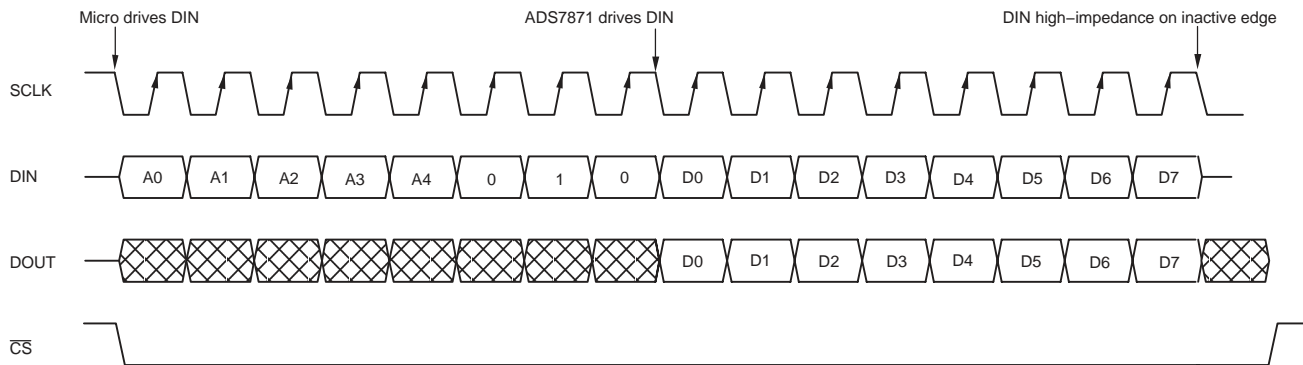 Micro drives DIN ADS7871 drives DIN DIN high−impedance on inactive edge
SCLK
DIN A0 A1 A2 A3 A4 0 1 0 D0 D1 D2 D3 D4 D5 D6 D7
DOUT D0 D1 D2 D3 D4 D5 D6 D7
CS